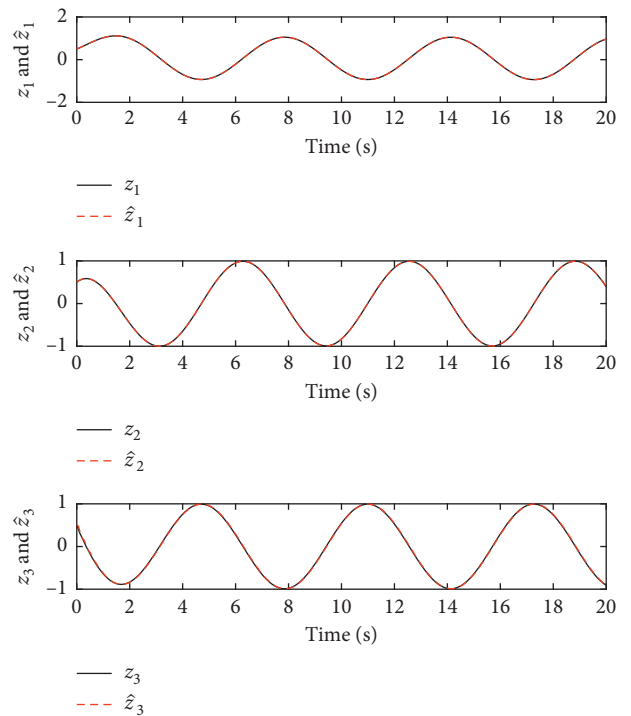 z₁ and ẑ₁
2
0
−2
0 2 4 6 8 10 12 14 16 18 20
Time (s)
z₁
ẑ₁
z₂ and ẑ₂
1
0
−1
0 2 4 6 8 10 12 14 16 18 20
Time (s)
z₂
ẑ₂
z₃ and ẑ₃
1
0
−1
0 2 4 6 8 10 12 14 16 18 20
Time (s)
z₃
ẑ₃